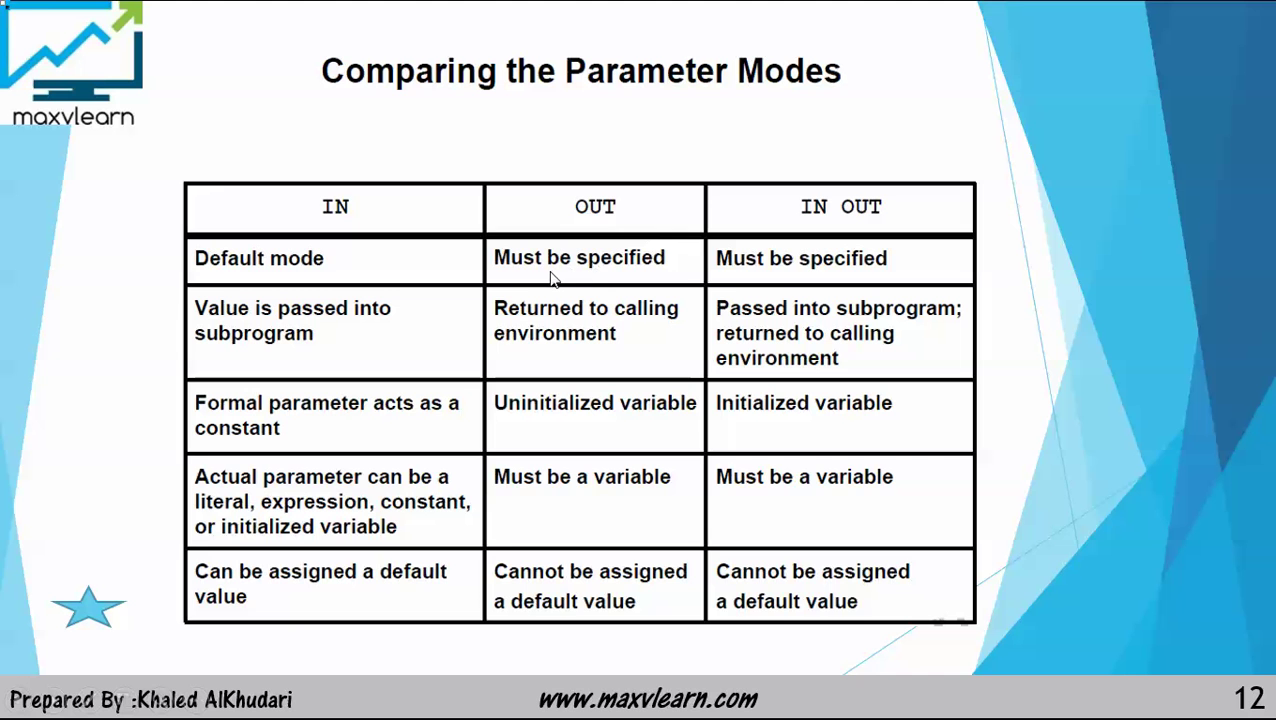 maxvlearn
Comparing the Parameter Modes
IN OUT IN OUT
Default mode Must be specified Must be specified
Value is passed into
subprogram
Returned to calling
environment
Passed into subprogram;
returned to calling
environment
Formal parameter acts as a
constant
Uninitialized variable
Initialized variable
Actual parameter can be a
literal, expression, constant,
or initialized variable
Must be a variable
Must be a variable
Can be assigned a default
value
Cannot be assigned
a default value
Cannot be assigned
a default value
Prepared By :Khaled AlKhudari
www.maxvlearn.com
12